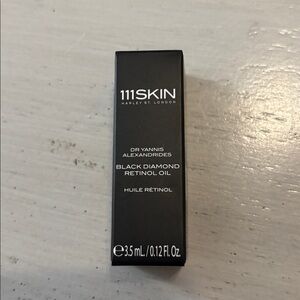 111SKIN
HARLEY ST. LONDON
DR YANNIS
ALEXANDRIDES
BLACK DIAMOND
RETINOL OIL
HUILE RÉTINOL
℮3.5 mL./0.12 Fl. Oz.